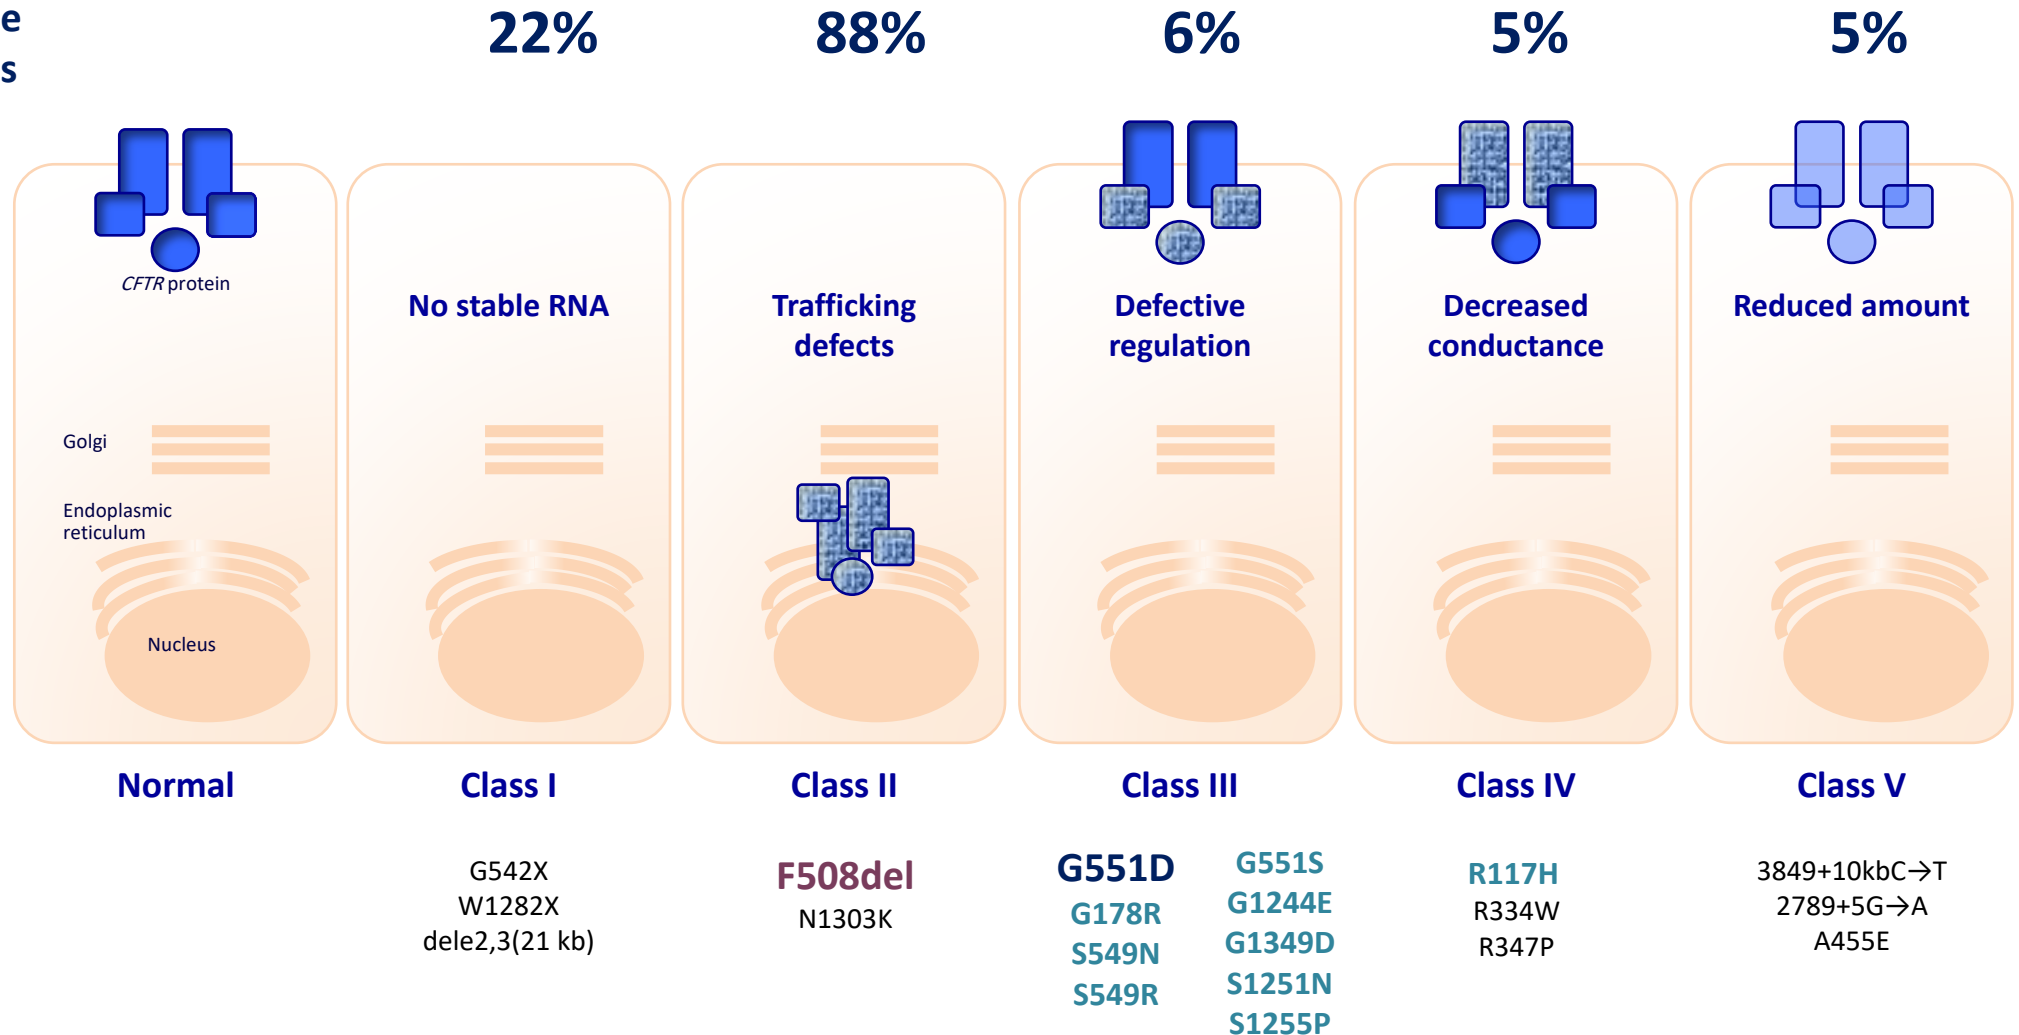 e
s
22%
88%
6%
5%
5%
CFTR protein
No stable RNA
Trafficking
defects
Defective
regulation
Decreased
conductance
Reduced amount
Golgi
Endoplasmic
reticulum
Nucleus
Normal
Class I
Class II
Class III
Class IV
Class V
G542X
W1282X
dele2,3(21 kb)
F508del
N1303K
G551D
G178R
S549N
S549R
G551S
G1244E
G1349D
S1251N
S1255P
R117H
R334W
R347P
3849+10kbC→T
2789+5G→A
A455E